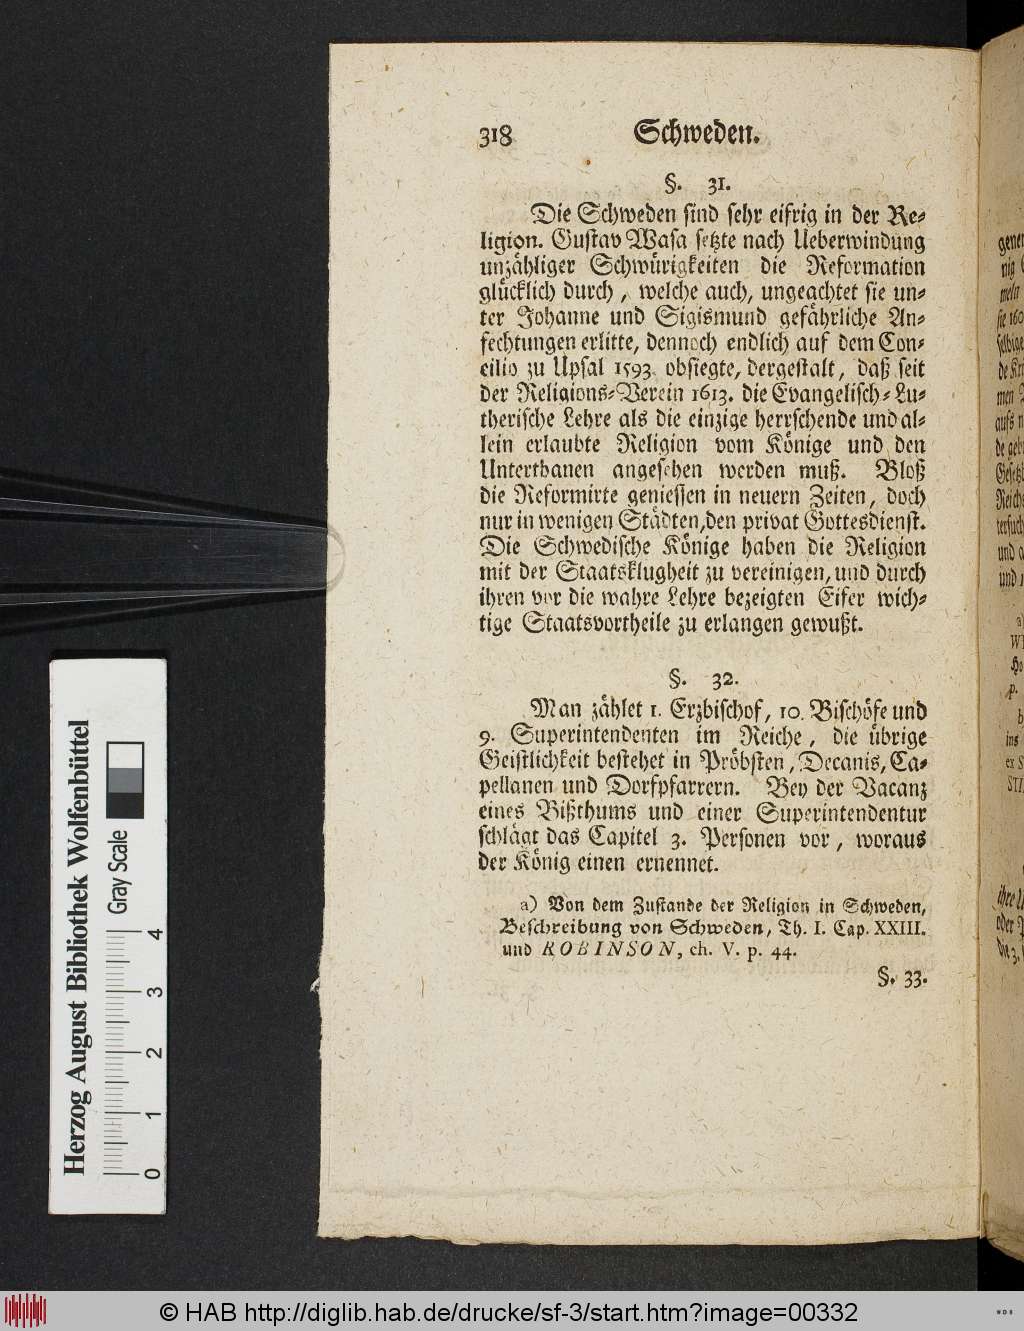 318 Schweden.
§. 31.
Die Schweden sind sehr eifrig in der Re-
ligion. Gustav Wasa setzte nach Ueberwindung
unzähliger Schwürigkeiten die Reformation
glücklich durch, welche auch, ungeachtet sie un-
ter Johanne und Sigismund gefährliche An-
fechtungen erlitte, dennoch endlich auf dem Con-
cilio zu Upsal 1593. obsiegte, dergestalt, daß seit
der Religions-Verein 1613. die Evangelisch-Lu-
therische Lehre als die einzige herrschende und al-
lein erlaubte Religion vom Könige und den
Unterthanen angesehen werden muß. Bloß
die Reformirte geniessen in neuern Zeiten, doch
nur in wenigen Städten, den privat Gottesdienst.
Die Schwedische Könige haben die Religion
mit der Staatsklugheit zu vereinigen, und durch
ihren vor die wahre Lehre bezeigten Eifer wich-
tige Staatsvortheile zu erlangen gewußt.
§. 32.
Man zählet 1. Erzbischof, 10. Bischöfe und
9. Superintendenten im Reiche, die übrige
Geistlichkeit bestehet in Pröbsten, Decanis, Ca-
pellanen und Dorfpfarrern. Bey der Vacanz
eines Bißthums und einer Superintendentur
schlägt das Capitel 3. Personen vor, woraus
der König einen ernennet.
a) Von dem Zustande der Religion in Schweden,
Beschreibung von Schweden, Th. I. Cap. XXIII.
und ROBINSON, ch. V. p. 44.
§. 33.
Herzog August Bibliothek Wolfenbüttel
Gray Scale
0 1 2 3 4
© HAB http://diglib.hab.de/drucke/sf-3/start.htm?image=00332